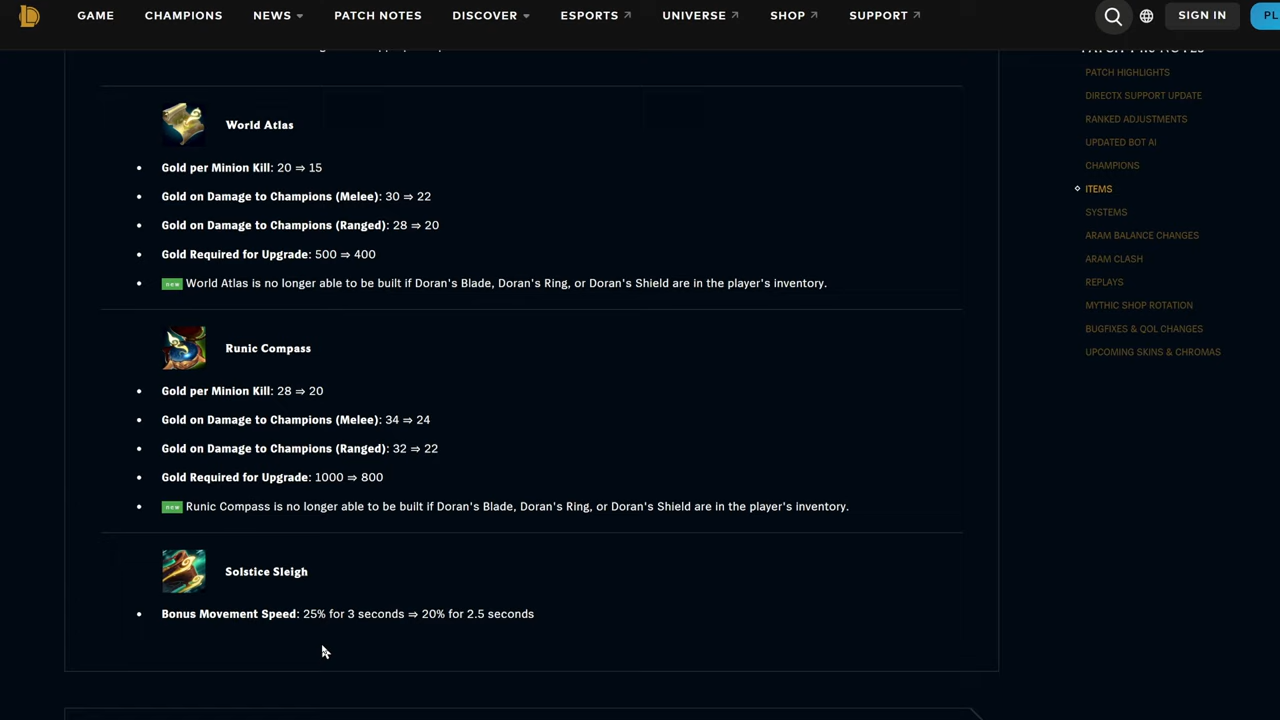 GAME
CHAMPIONS
NEWS
PATCH NOTES
DISCOVER
ESPORTS
UNIVERSE
SHOP
SUPPORT
SIGN IN
PL
World Atlas
Gold per Minion Kill: 20 ⇒ 15
Gold on Damage to Champions (Melee): 30 ⇒ 22
Gold on Damage to Champions (Ranged): 28 ⇒ 20
Gold Required for Upgrade: 500 ⇒ 400
new World Atlas is no longer able to be built if Doran's Blade, Doran's Ring, or Doran's Shield are in the player's inventory.
Runic Compass
Gold per Minion Kill: 28 ⇒ 20
Gold on Damage to Champions (Melee): 34 ⇒ 24
Gold on Damage to Champions (Ranged): 32 ⇒ 22
Gold Required for Upgrade: 1000 ⇒ 800
new Runic Compass is no longer able to be built if Doran's Blade, Doran's Ring, or Doran's Shield are in the player's inventory.
Solstice Sleigh
Bonus Movement Speed: 25% for 3 seconds ⇒ 20% for 2.5 seconds
PATCH HIGHLIGHTS
DIRECTX SUPPORT UPDATE
RANKED ADJUSTMENTS
UPDATED BOT AI
CHAMPIONS
ITEMS
SYSTEMS
ARAM BALANCE CHANGES
ARAM CLASH
REPLAYS
MYTHIC SHOP ROTATION
BUGFIXES & QOL CHANGES
UPCOMING SKINS & CHROMAS